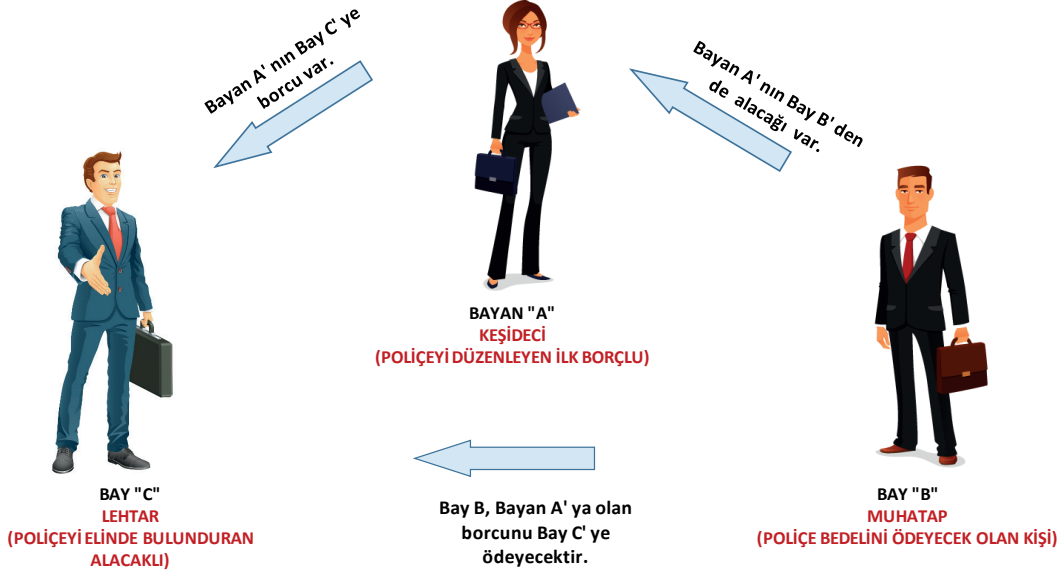 Bayan A' nın Bay C' ye
borcu var.
Bayan A' nın Bay B' den
de alacağı var.
BAYAN "A"
KEŞİDECİ
(POLİÇEYİ DÜZENLEYEN İLK BORÇLU)
BAY "C"
LEHTAR
(POLİÇEYİ ELİNDE BULUNDURAN
ALACAKLI)
Bay B, Bayan A' ya olan
borcunu Bay C' ye
ödeyecektir.
BAY "B"
MUHATAP
(POLİÇE BEDELİNİ ÖDEYECEK OLAN KİŞİ)